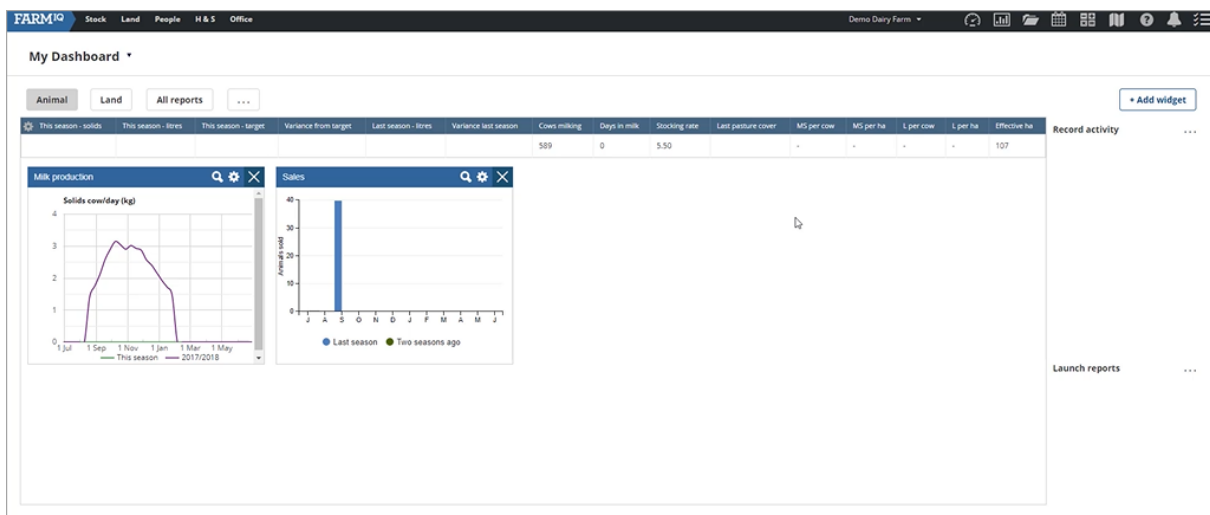 FARMIQ Stock Land People H & S Office Demo Dairy Farm
My Dashboard
Animal Land All reports ... + Add widget
This season - solids This season - litres This season - target Variance from target Last season - litres Variance last season Cows milking Days in milk Stocking rate Last pasture cover MS per cow MS per ha L per cow L per ha Effective ha
589 0 5.50 - - - - 107
Record activity ...
Milk production
Solids cow/day (kg)
4
3
2
1
0
1 Jul 1 Sep 1 Nov 1 Jan 1 Mar 1 May
This season 2017/2018
Sales
Animals sold
40
30
20
10
0
J A S O N D J F M A M J
Last season Two seasons ago
Launch reports ...